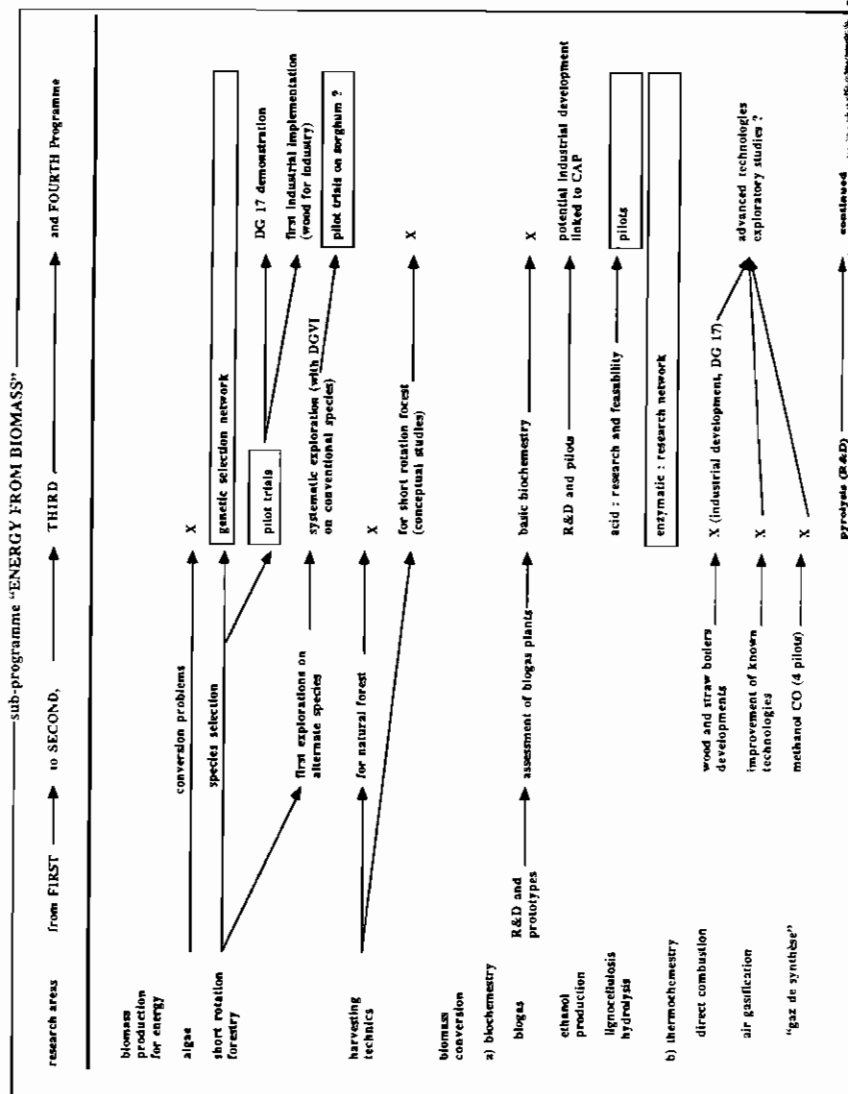 sub-programme "ENERGY FROM BIOMASS"
research areas from FIRST to SECOND, THIRD and FOURTH Programme
biomass
production
for energy
algae conversion problems X
short rotation
forestry
species selection genetic selection network
pilot trials DG 17 demonstration
first industrial implementation
(wood for industry)
first explorations on
alternate species
systematic exploration (with DGVI
on conventional species)
pilot trials on sorghum ?
harvesting
technics
for natural forest X
for short rotation forest
(conceptual studies)
X
biomass
conversion
a) biochemestry
biogas R&D and
prototypes
assessment of biogas plants basic biochemestry X
ethanol
production
R&D and pilots potential industrial development
linked to CAP
lignocellulosis
hydrolysis
acid : research and feasability pilots
enzymatic : research network
b) thermochemestry
direct combustion wood and straw boilers
developments
X (industrial development, DG 17)
advanced technologies
exploratory studies ?
air gasification improvement of known
technologies
X
"gaz de synthèse" methanol CO (4 pilots) X
pyrolysis (R&D) continued